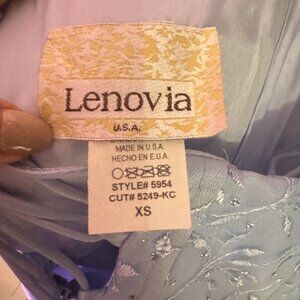 Lenovia
U.S.A.
MADE IN U.S.A.
HECHO EN E.U.A.
STYLE# 5954
CUT# 5249-KC
XS